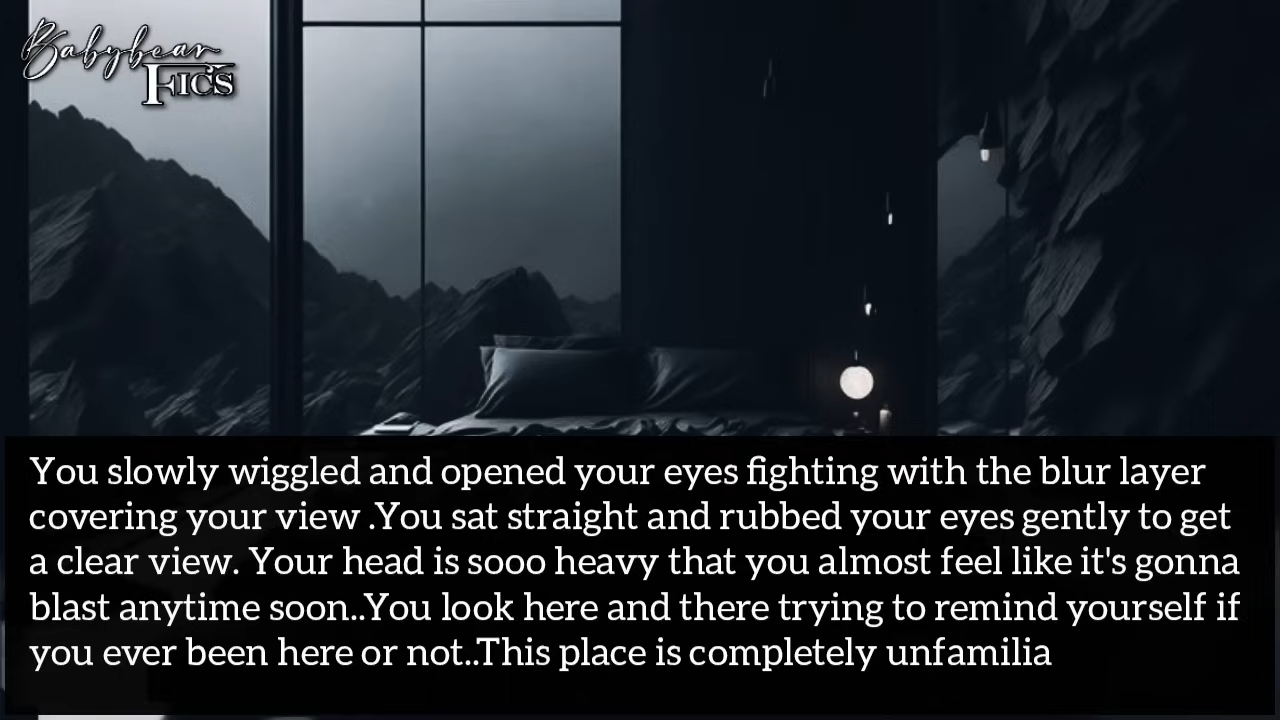 Babybear
FICS
You slowly wiggled and opened your eyes fighting with the blur layer
covering your view .You sat straight and rubbed your eyes gently to get
a clear view. Your head is sooo heavy that you almost feel like it's gonna
blast anytime soon..You look here and there trying to remind yourself if
you ever been here or not..This place is completely unfamilia